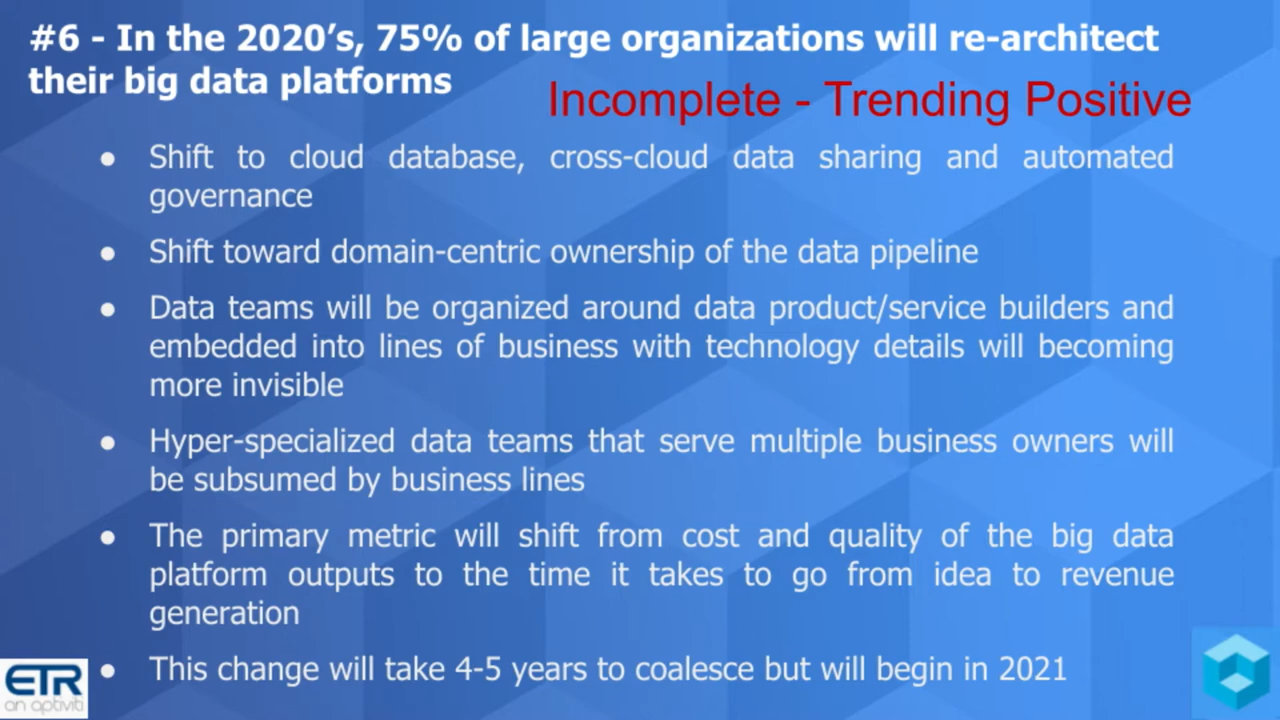 #6 - In the 2020’s, 75% of large organizations will re-architect
their big data platforms
Incomplete - Trending Positive
● Shift to cloud database, cross-cloud data sharing and automated
governance
● Shift toward domain-centric ownership of the data pipeline
● Data teams will be organized around data product/service builders and
embedded into lines of business with technology details will becoming
more invisible
● Hyper-specialized data teams that serve multiple business owners will
be subsumed by business lines
● The primary metric will shift from cost and quality of the big data
platform outputs to the time it takes to go from idea to revenue
generation
● This change will take 4-5 years to coalesce but will begin in 2021
ETR
an aptiviti